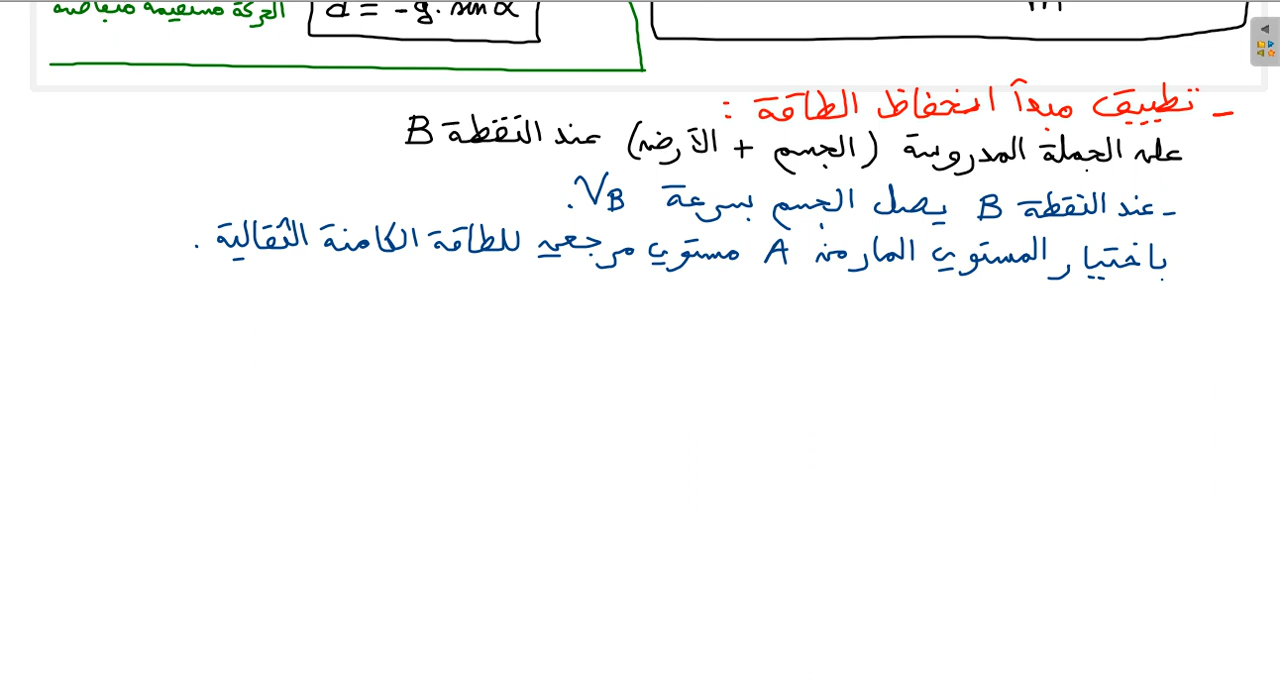 الحركة مستقيمة
a = -g. sin α
- تطبيق مبدأ انحفاظ الطاقة :
على الجملة المدروسة (الجسم + الأرض) عند النقطة B
- عند النقطة B يصل الجسم بسرعة VB.
باختيار المستوي المار من A مستوي مرجعي للطاقة الكامنة الثقالية .